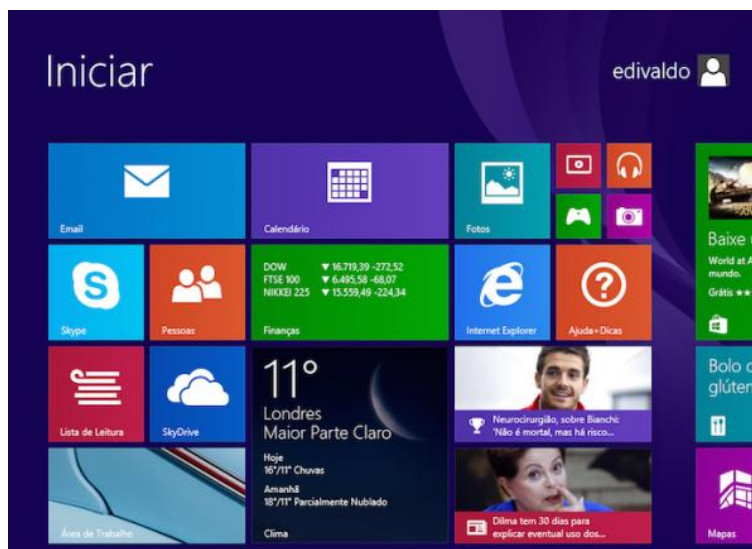 Iniciar
edivaldo
Email
Calendário
Fotos
Baixe
World at
mundo.
Grátis ★★
Skype
Pessoas
DOW ▼ 16.719,39 -272,52
FTSE 100 ▼ 6.495,58 -68,07
NIKKEI 225 ▼ 15.559,49 -224,34
Finanças
Internet Explorer
Ajuda+Dicas
Lista de Leitura
SkyDrive
11°
Londres
Maior Parte Claro
Hoje
16°/11° Chuvas
Amanhã
18°/11° Parcialmente Nublado
Clima
Neurocirurgião, sobre Bianchi:
'Não é mortal, mas há risco...
Bolo
Área de Trabalho
Dilma tem 30 dias para
explicar eventual uso dos...
Mapas